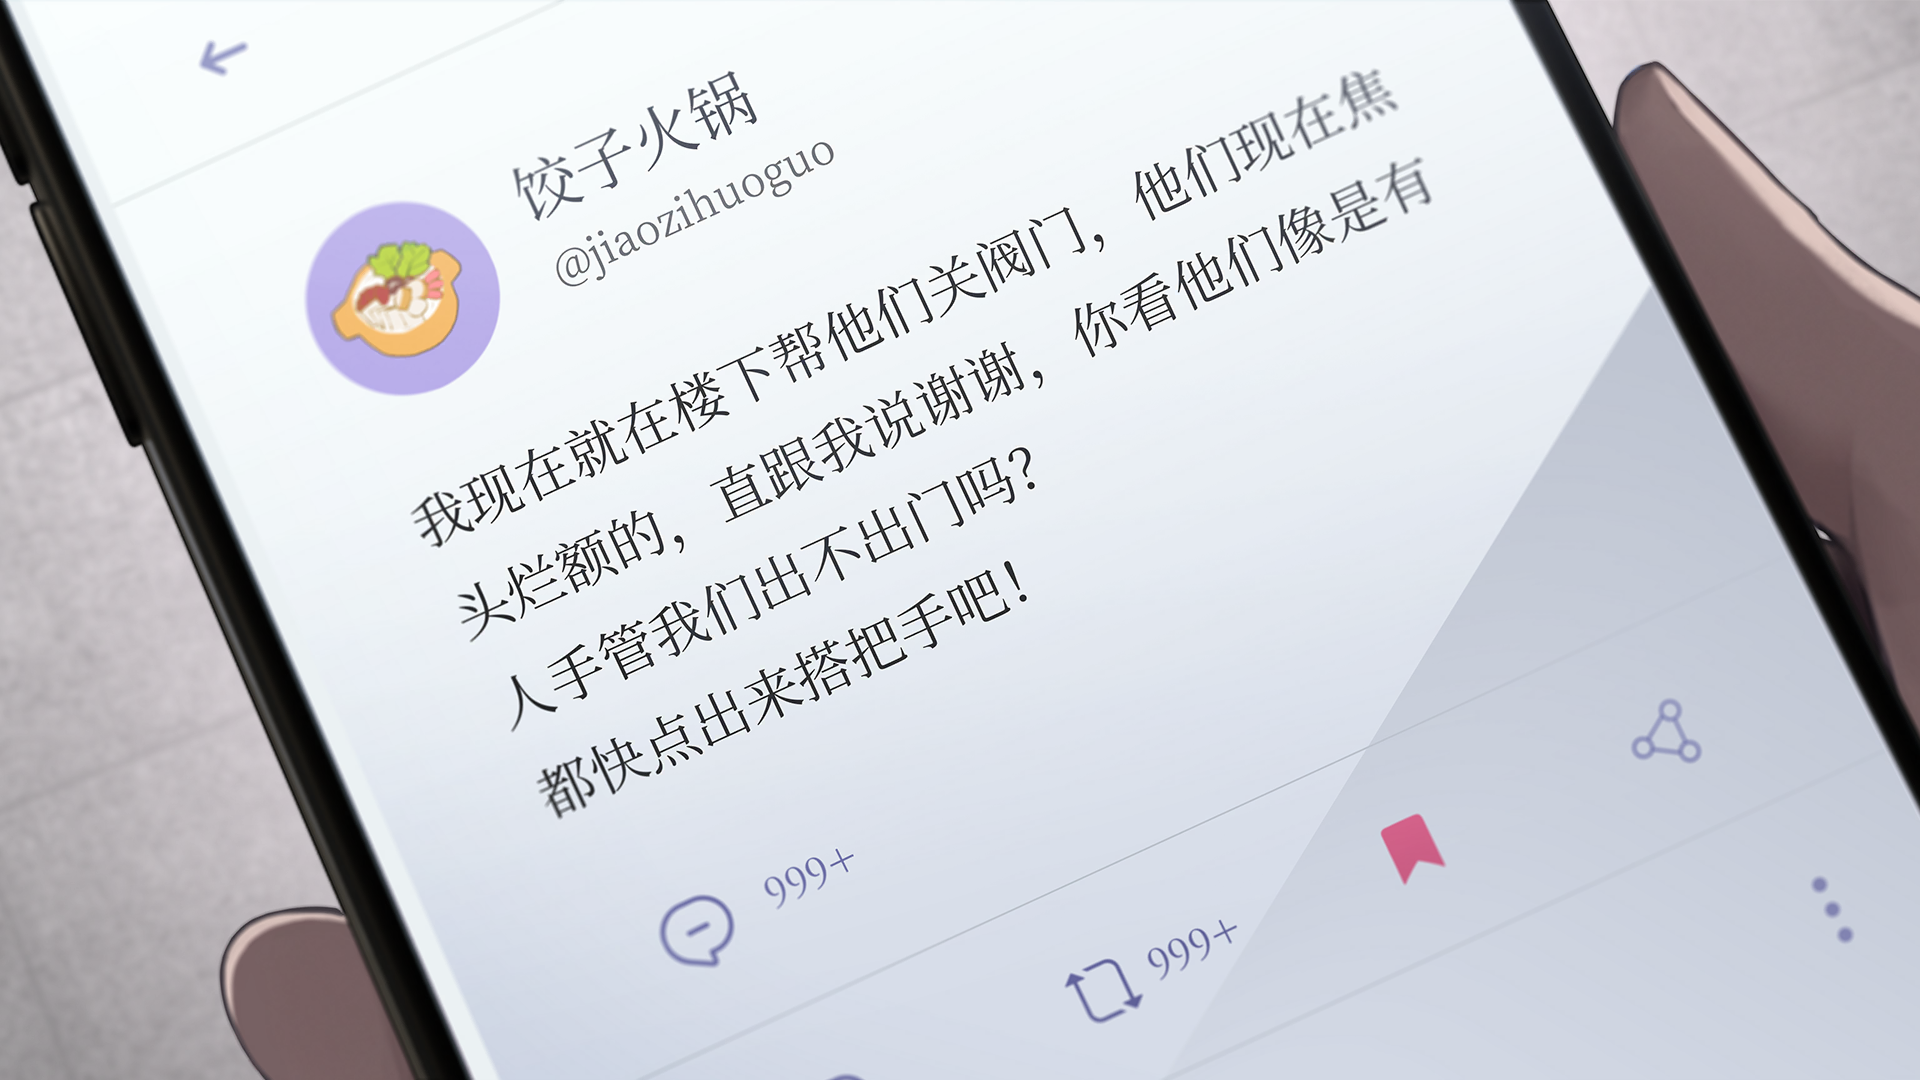 饺子火锅
@jiaozihuoguo
我现在就在楼下帮他们关阀门，他们现在焦
头烂额的，直跟我说谢谢，你看他们像是有
人手管我们出不出门吗？
都快点出来搭把手吧！
999+
999+